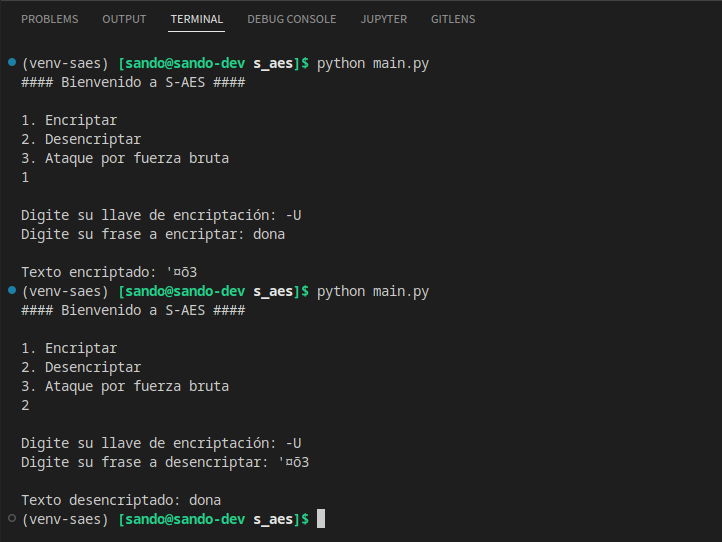 PROBLEMS OUTPUT TERMINAL DEBUG CONSOLE JUPYTER GITLENS
(venv-saes) [sando@sando-dev s_aes]$ python main.py
#### Bienvenido a S-AES ####
1. Encriptar
2. Desencriptar
3. Ataque por fuerza bruta
1
Digite su llave de encriptación: -U
Digite su frase a encriptar: dona
Texto encriptado: '¤õ3
(venv-saes) [sando@sando-dev s_aes]$ python main.py
#### Bienvenido a S-AES ####
1. Encriptar
2. Desencriptar
3. Ataque por fuerza bruta
2
Digite su llave de encriptación: -U
Digite su frase a desencriptar: '¤õ3
Texto desencriptado: dona
(venv-saes) [sando@sando-dev s_aes]$